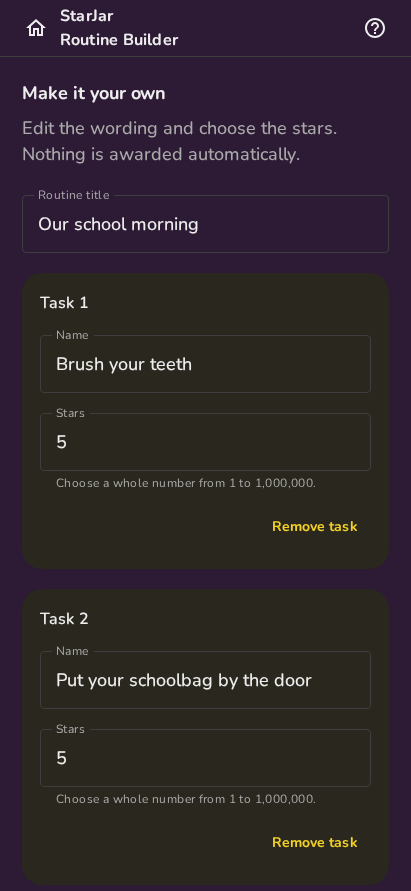 StarJar
Routine Builder
Make it your own
Edit the wording and choose the stars.
Nothing is awarded automatically.
Routine title
Our school morning
Task 1
Name
Brush your teeth
Stars
5
Choose a whole number from 1 to 1,000,000.
Remove task
Task 2
Name
Put your schoolbag by the door
Stars
5
Choose a whole number from 1 to 1,000,000.
Remove task